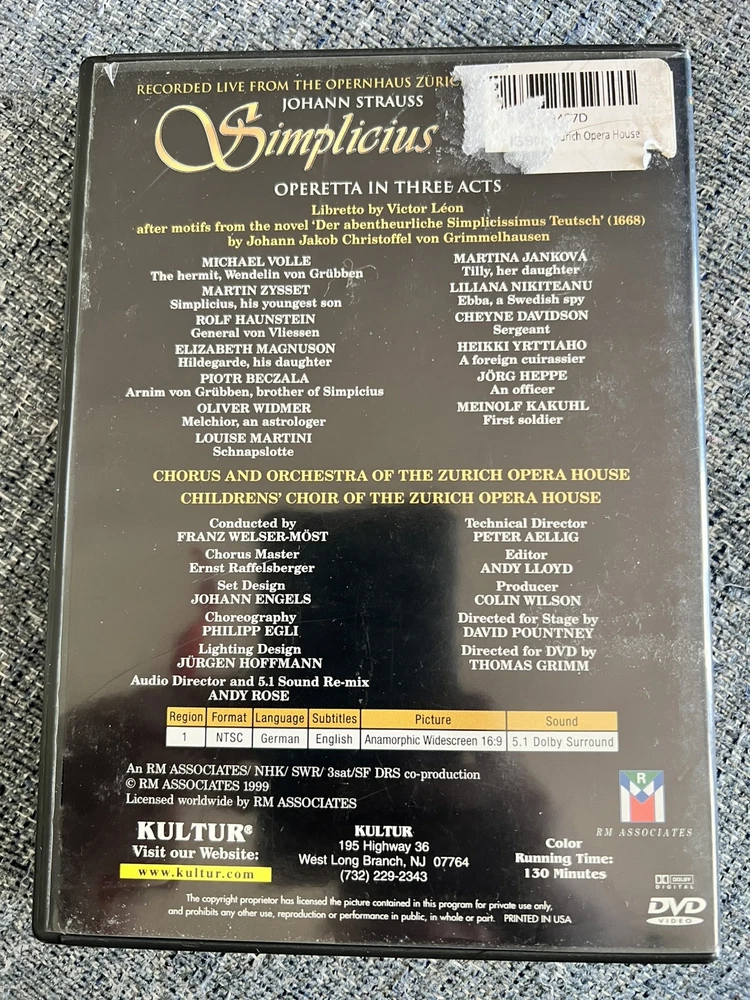 RECORDED LIVE FROM THE OPERNHAUS
JOHANN STRAUSS
Simplicius
Opera House
OPERETTA IN THREE ACTS
Libretto by Victor Léon
after motifs from the novel 'Der abentheurliche Simplicissimus Teutsch' (1668)
by Johann Jakob Christoffel von Grimmelhausen
MICHAEL VOLLE
The hermit, Wendelin von Grübben
MARTIN ZYSSET
Simplicius, his youngest son
ROLF HAUNSTEIN
General von Vliessen
ELIZABETH MAGNUSON
Hildegarde, his daughter
PIOTR BECZALA
Arnim von Grübben, brother of Simpicius
OLIVER WIDMER
Melchior, an astrologer
LOUISE MARTINI
Schnapslotte
MARTINA JANKOVÁ
Tilly, her daughter
LILIANA NIKITEANU
Ebba, a Swedish spy
CHEYNE DAVIDSON
Sergeant
HEIKKI YRTTIAHO
A foreign cuirassier
JÖRG HEPPE
An officer
MEINOLF KAKUHL
First soldier
CHORUS AND ORCHESTRA OF THE ZURICH OPERA HOUSE
CHILDRENS' CHOIR OF THE ZURICH OPERA HOUSE
Conducted by
FRANZ WELSER-MÖST
Chorus Master
Ernst Raffelsberger
Set Design
JOHANN ENGELS
Choreography
PHILIPP EGLI
Lighting Design
JÜRGEN HOFFMANN
Audio Director and 5.1 Sound Re-mix
ANDY ROSE
Technical Director
PETER AELLIG
Editor
ANDY LLOYD
Producer
COLIN WILSON
Directed for Stage by
DAVID POUNTNEY
Directed for DVD by
THOMAS GRIMM
Region Format Language Subtitles Picture Sound
1 NTSC German English Anamorphic Widescreen 16:9 5.1 Dolby Surround
An RM ASSOCIATES/ NHK/ SWR/ 3sat/SF DRS co-production
© RM ASSOCIATES 1999
Licensed worldwide by RM ASSOCIATES
R
M
RM ASSOCIATES
KULTUR®
Visit our Website:
www.kultur.com
KULTUR
195 Highway 36
West Long Branch, NJ 07764
(732) 229-2343
Color
Running Time:
130 Minutes
DOLBY
DIGITAL
DVD
VIDEO
The copyright proprietor has licensed the picture contained in this program for private use only,
and prohibits any other use, reproduction or performance in public, in whole or part. PRINTED IN USA